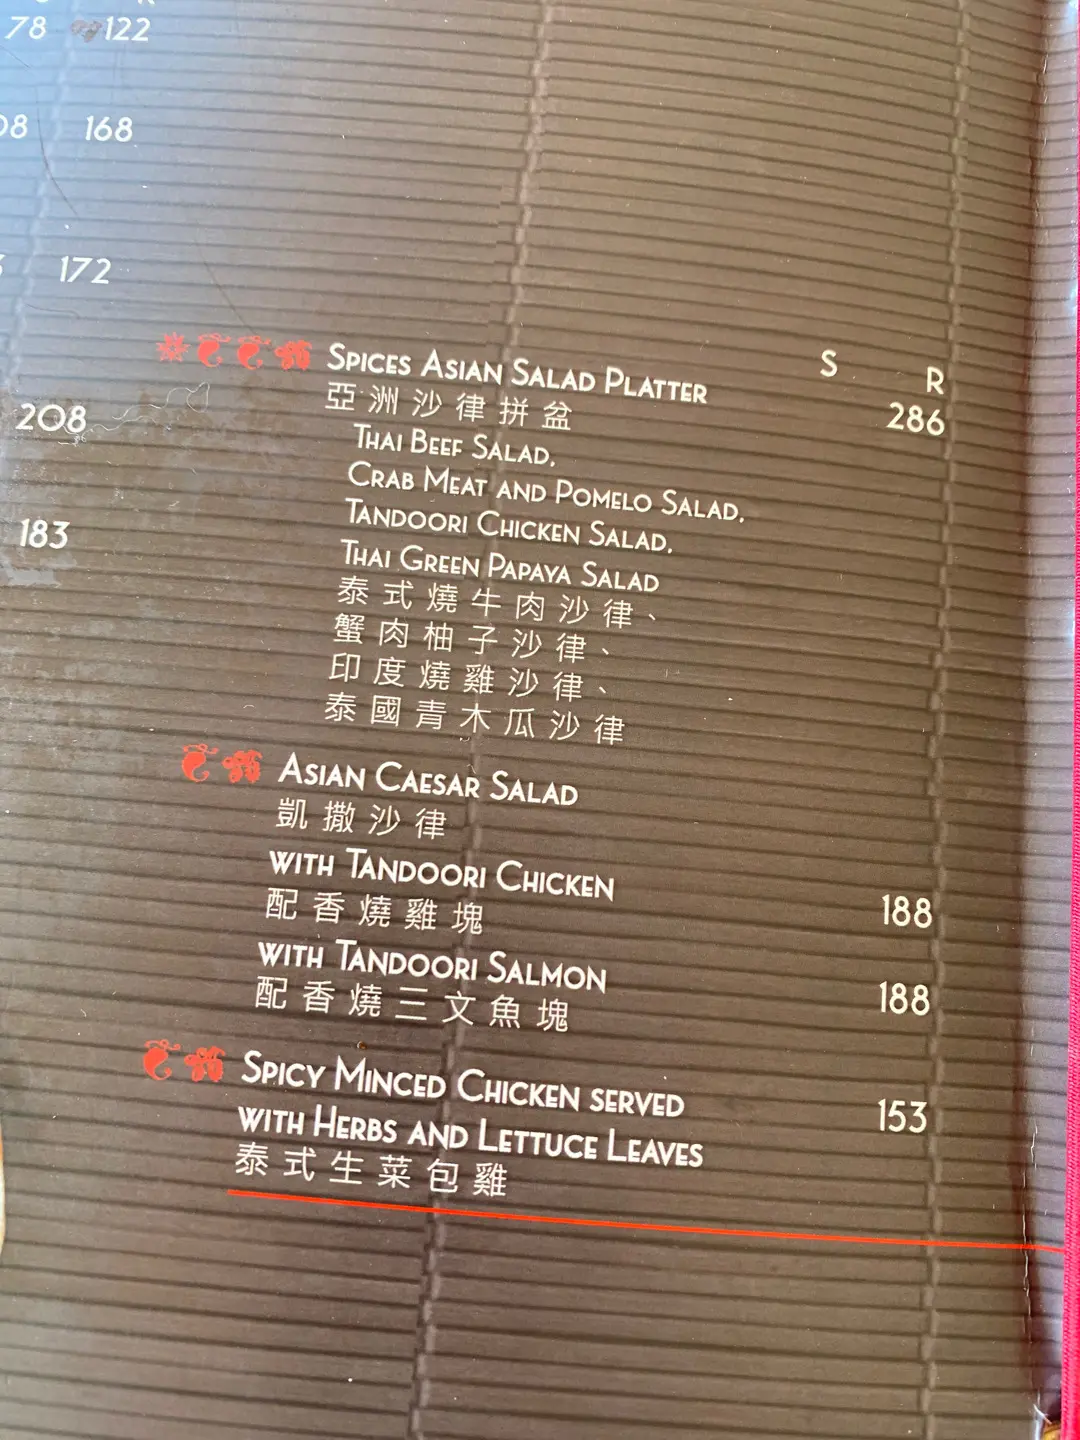 78 122
168
172
208
183
S R
SPICES ASIAN SALAD PLATTER 286
亞洲沙律拼盆
THAI BEEF SALAD,
CRAB MEAT AND POMELO SALAD,
TANDOORI CHICKEN SALAD,
THAI GREEN PAPAYA SALAD
泰式燒牛肉沙律、
蟹肉柚子沙律、
印度燒雞沙律、
泰國青木瓜沙律
ASIAN CAESAR SALAD
凱撒沙律
WITH TANDOORI CHICKEN 188
配香燒雞塊
WITH TANDOORI SALMON 188
配香燒三文魚塊
SPICY MINCED CHICKEN SERVED 153
WITH HERBS AND LETTUCE LEAVES
泰式生菜包雞